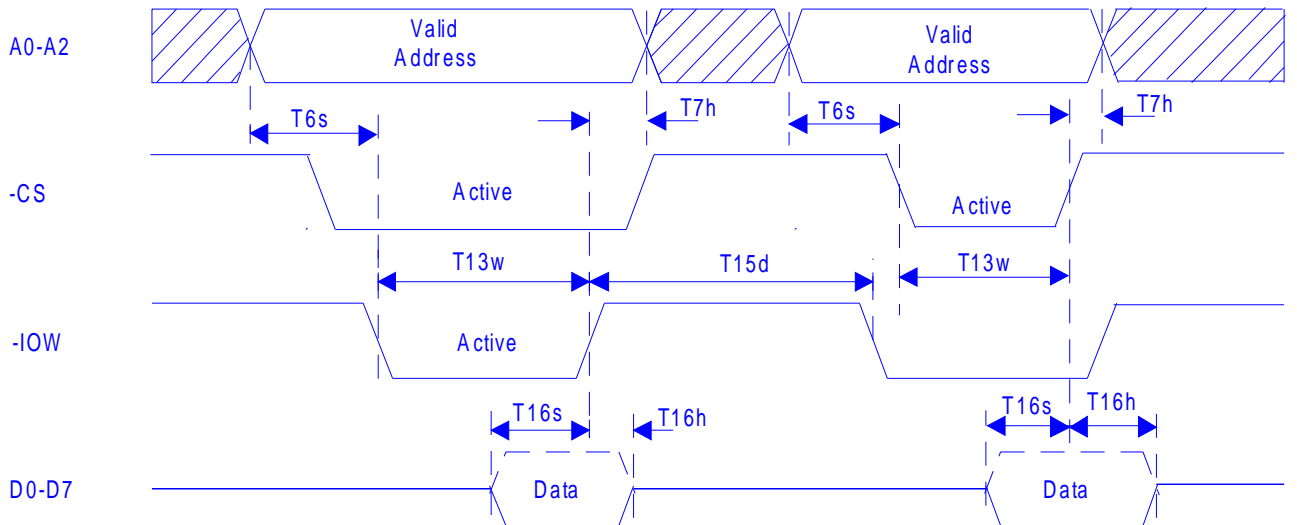 A0-A2
Valid
Address
Valid
Address
T6s
T7h
T6s
T7h
-CS
Active
Active
T13w
T15d
T13w
-IOW
Active
T16s
T16h
T16s
T16h
D0-D7
Data
Data